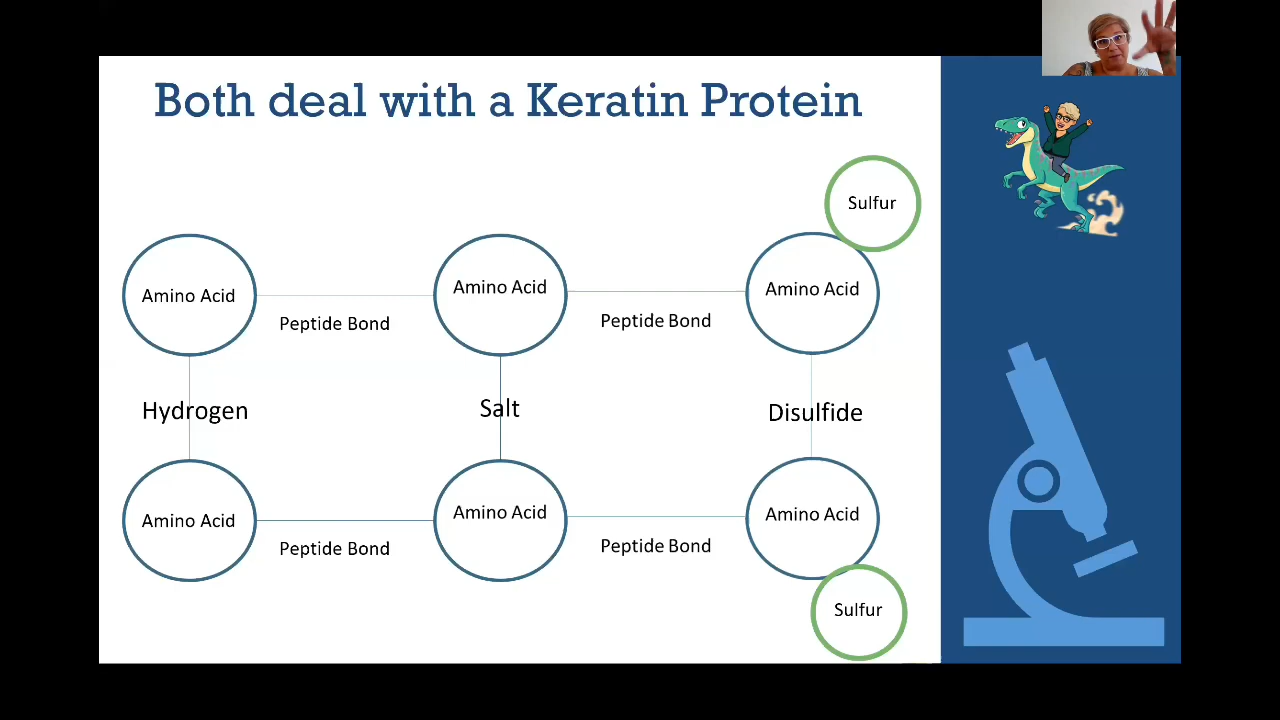 Both deal with a Keratin Protein
Sulfur
Amino Acid
Amino Acid
Amino Acid
Peptide Bond
Peptide Bond
Hydrogen
Salt
Disulfide
Amino Acid
Amino Acid
Amino Acid
Peptide Bond
Peptide Bond
Sulfur